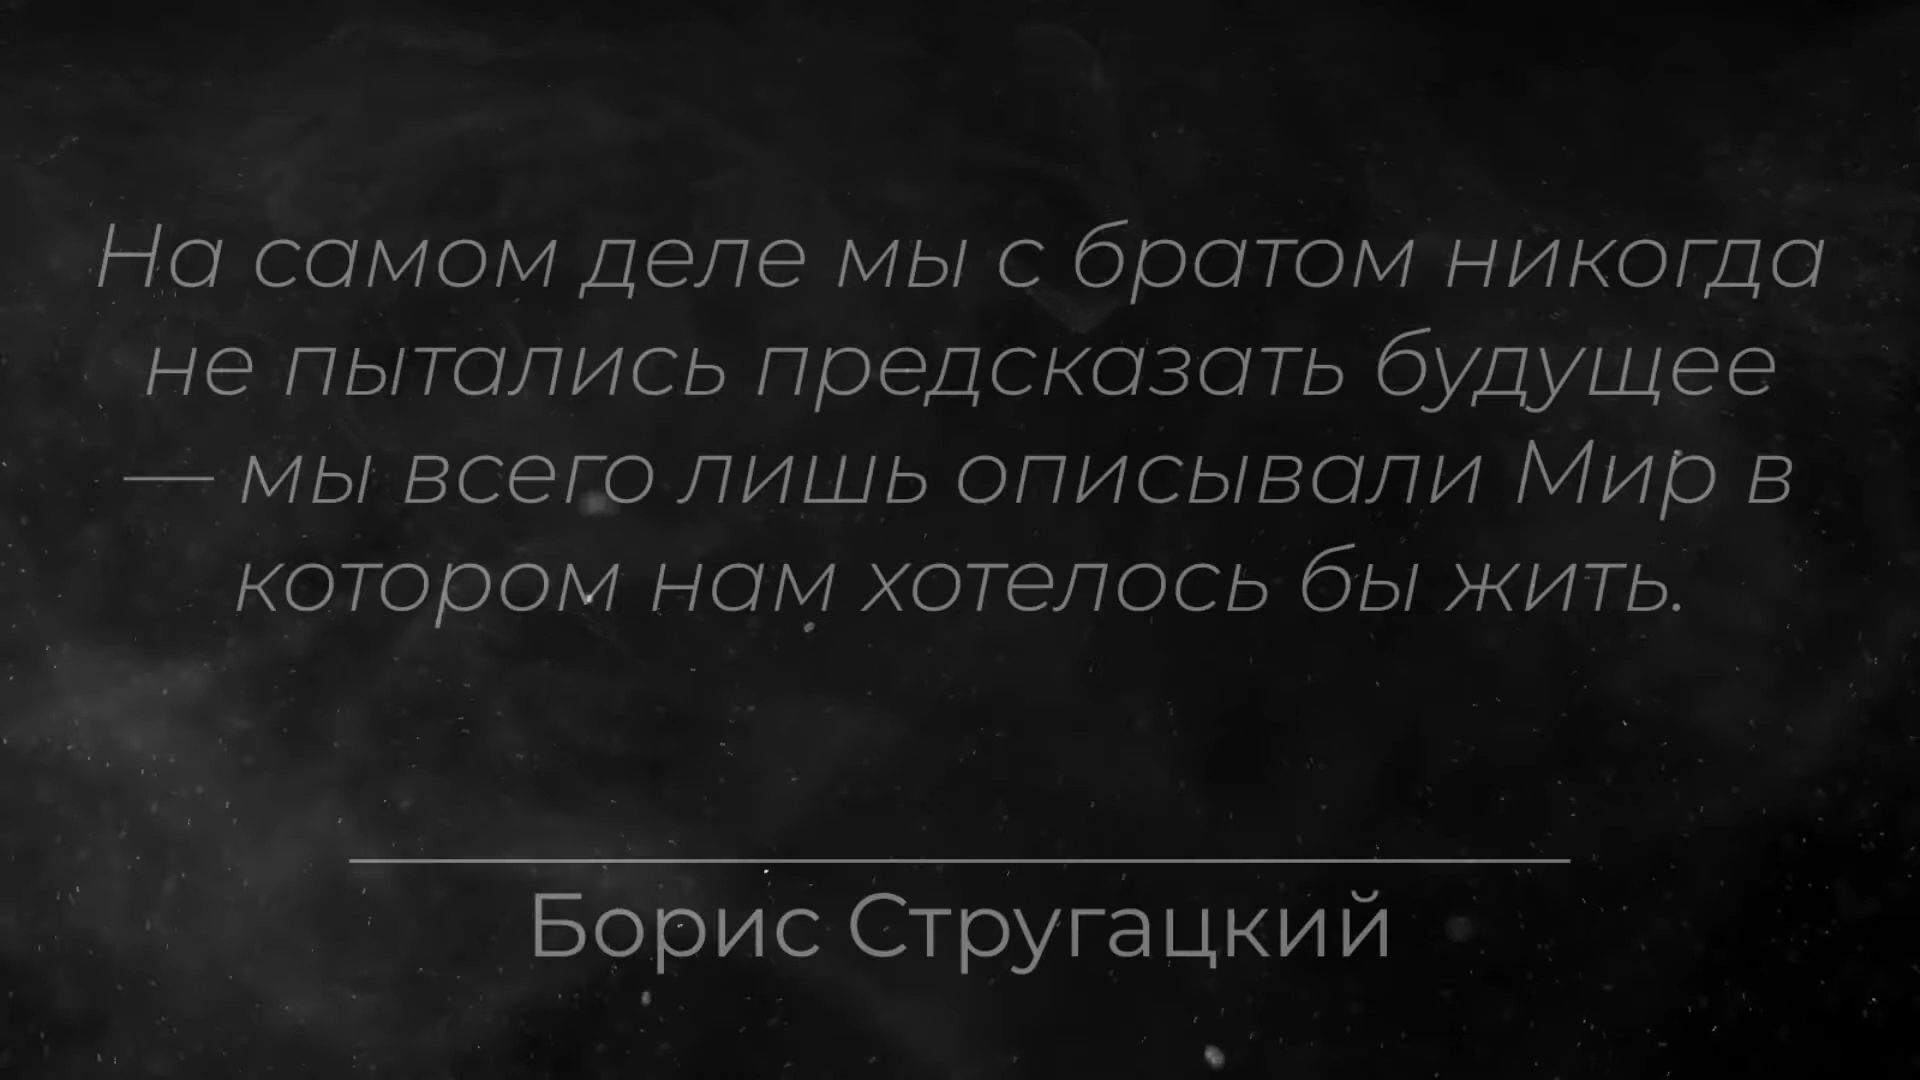 На самом деле мы с братом никогда
не пытались предсказать будущее
— мы всего лишь описывали Мир в
котором нам хотелось бы жить.
Борис Стругацкий